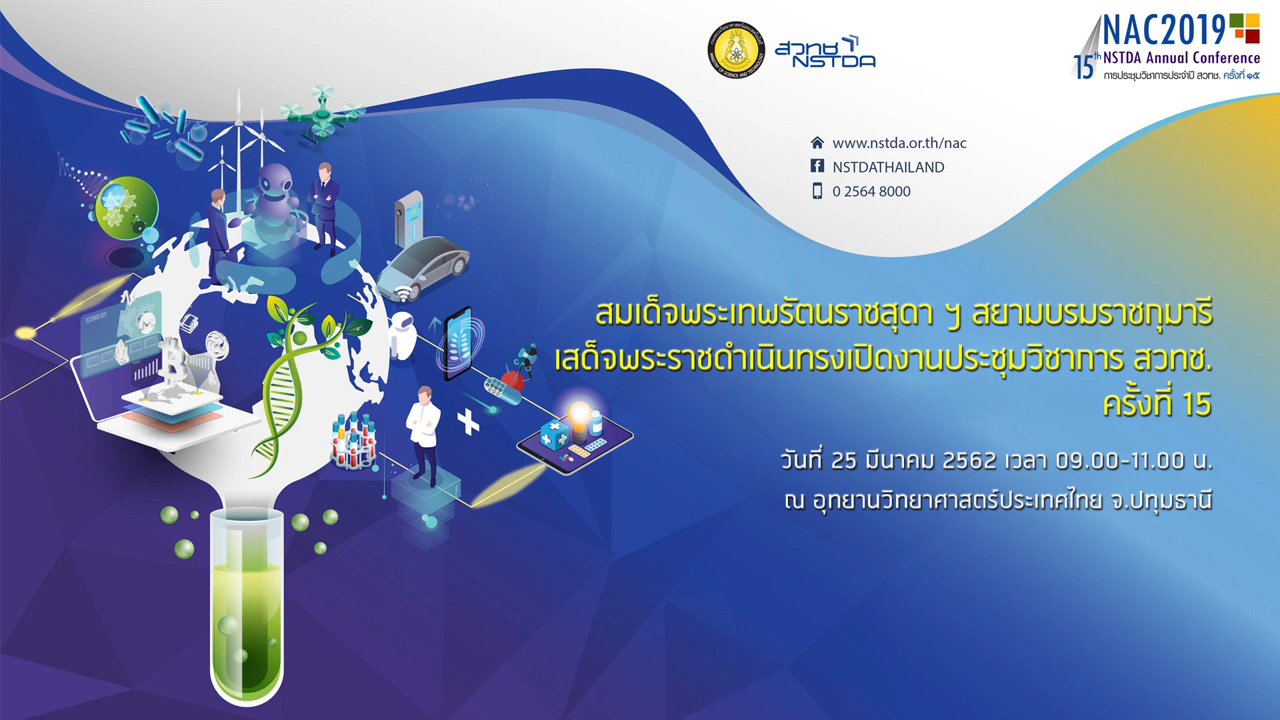 สวทช
NSTDA
NAC2019
15th NSTDA Annual Conference
การประชุมวิชาการประจำปี สวทช. ครั้งที่ ๑๕
www.nstda.or.th/nac
NSTDATHAILAND
0 2564 8000
สมเด็จพระเทพรัตนราชสุดา ฯ สยามบรมราชกุมารี
เสด็จพระราชดำเนินทรงเปิดงานประชุมวิชาการ สวทช.
ครั้งที่ 15
วันที่ 25 มีนาคม 2562 เวลา 09.00-11.00 น.
ณ อุทยานวิทยาศาสตร์ประเทศไทย จ.ปทุมธานี
TECHNOLOGY